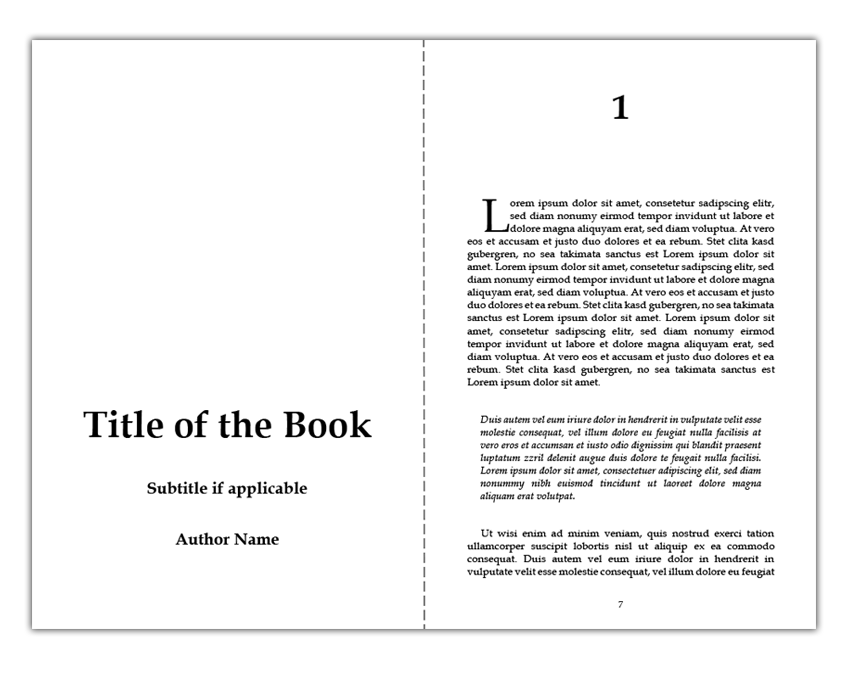 Title of the Book
Subtitle if applicable
Author Name
1
Lorem ipsum dolor sit amet, consetetur sadipscing elitr,
sed diam nonumy eirmod tempor invidunt ut labore et
dolore magna aliquyam erat, sed diam voluptua. At vero
eos et accusam et justo duo dolores et ea rebum. Stet clita kasd
gubergren, no sea takimata sanctus est Lorem ipsum dolor sit
amet. Lorem ipsum dolor sit amet, consetetur sadipscing elitr, sed
diam nonumy eirmod tempor invidunt ut labore et dolore magna
aliquyam erat, sed diam voluptua. At vero eos et accusam et justo
duo dolores et ea rebum. Stet clita kasd gubergren, no sea takimata
sanctus est Lorem ipsum dolor sit amet. Lorem ipsum dolor sit
amet, consetetur sadipscing elitr, sed diam nonumy eirmod
tempor invidunt ut labore et dolore magna aliquyam erat, sed
diam voluptua. At vero eos et accusam et justo duo dolores et ea
rebum. Stet clita kasd gubergren, no sea takimata sanctus est
Lorem ipsum dolor sit amet.
Duis autem vel eum iriure dolor in hendrerit in vulputate velit esse
molestie consequat, vel illum dolore eu feugiat nulla facilisis at
vero eros et accumsan et iusto odio dignissim qui blandit praesent
luptatum zzril delenit augue duis dolore te feugait nulla facilisi.
Lorem ipsum dolor sit amet, consectetuer adipiscing elit, sed diam
nonummy nibh euismod tincidunt ut laoreet dolore magna
aliquam erat volutpat.
Ut wisi enim ad minim veniam, quis nostrud exerci tation
ullamcorper suscipit lobortis nisl ut aliquip ex ea commodo
consequat. Duis autem vel eum iriure dolor in hendrerit in
vulputate velit esse molestie consequat, vel illum dolore eu feugiat
7